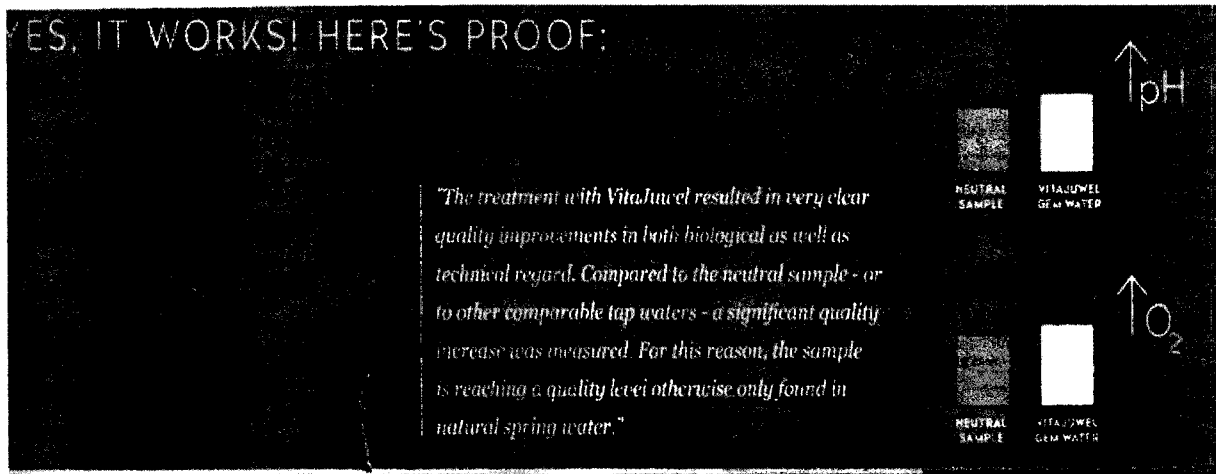 YES, IT WORKS! HERE'S PROOF:
↑pH
NEUTRAL SAMPLE
VITAJUWEL GEM WATER
"The treatment with VitaJuwel resulted in very clear
quality improvements in both biological as well as
technical regard. Compared to the neutral sample - or
to other comparable tap waters - a significant quality
increase was measured. For this reason, the sample
is reaching a quality level otherwise only found in
natural spring water."
↑O₂
NEUTRAL SAMPLE
VITAJUWEL GEM WATER